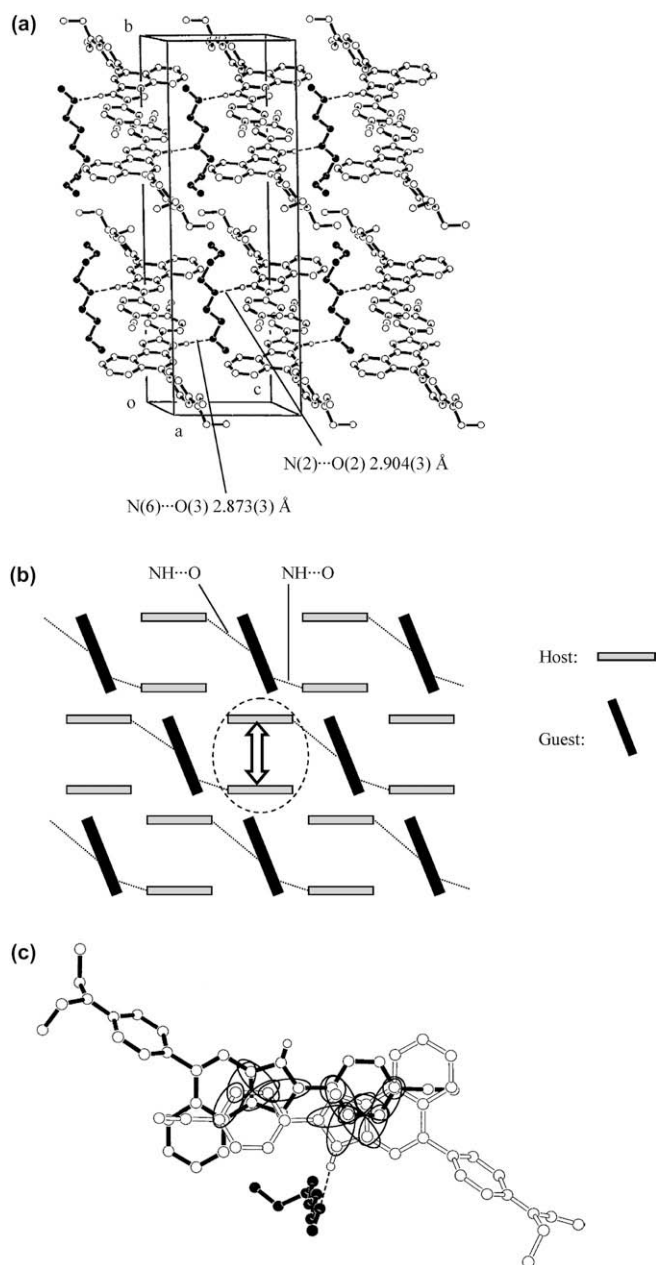 (a)
b
o
c
a
N(2)···O(2) 2.904(3) Å
N(6)···O(3) 2.873(3) Å
(b)
NH···O NH···O
Host:
Guest:
(c)